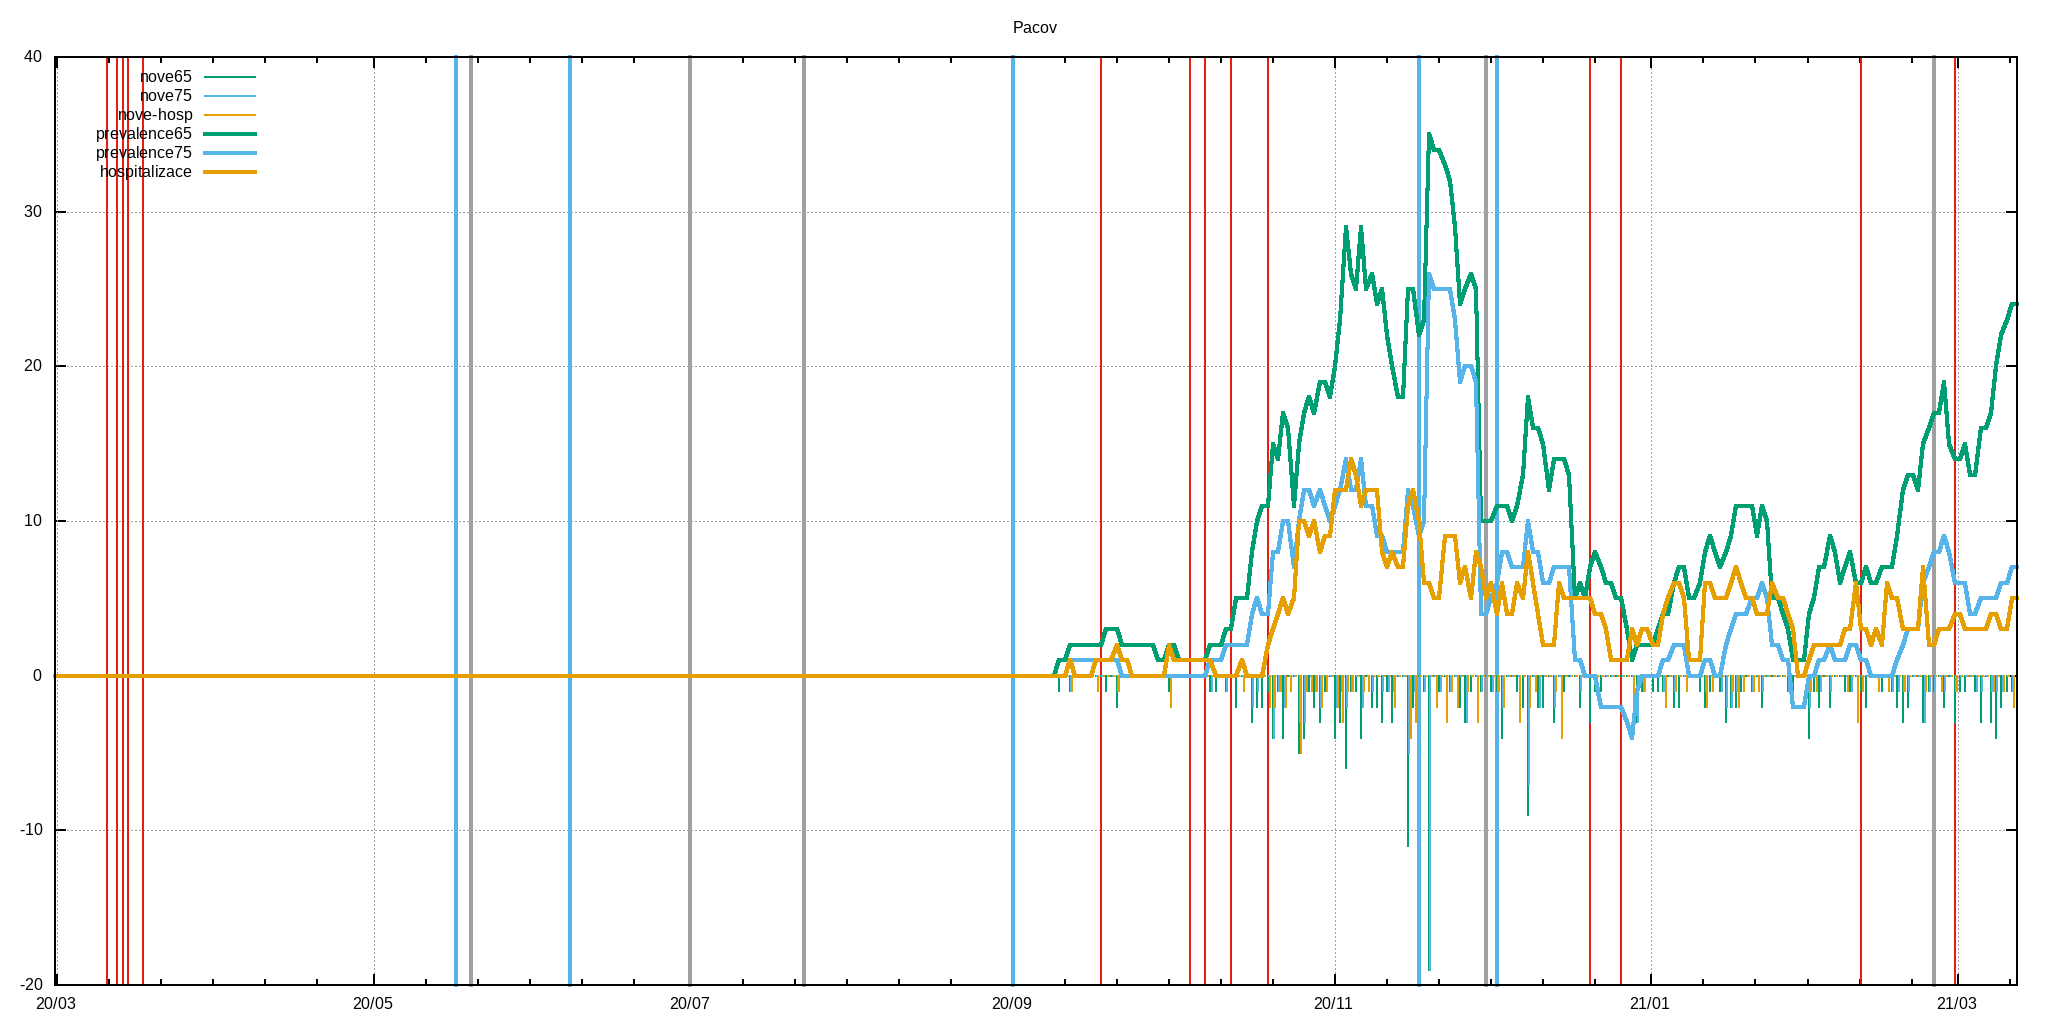 Pacov
40
30
20
10
0
-10
-20
nove65
nove75
nove-hosp
prevalence65
prevalence75
hospitalizace
20/03 20/05 20/07 20/09 20/11 21/01 21/03